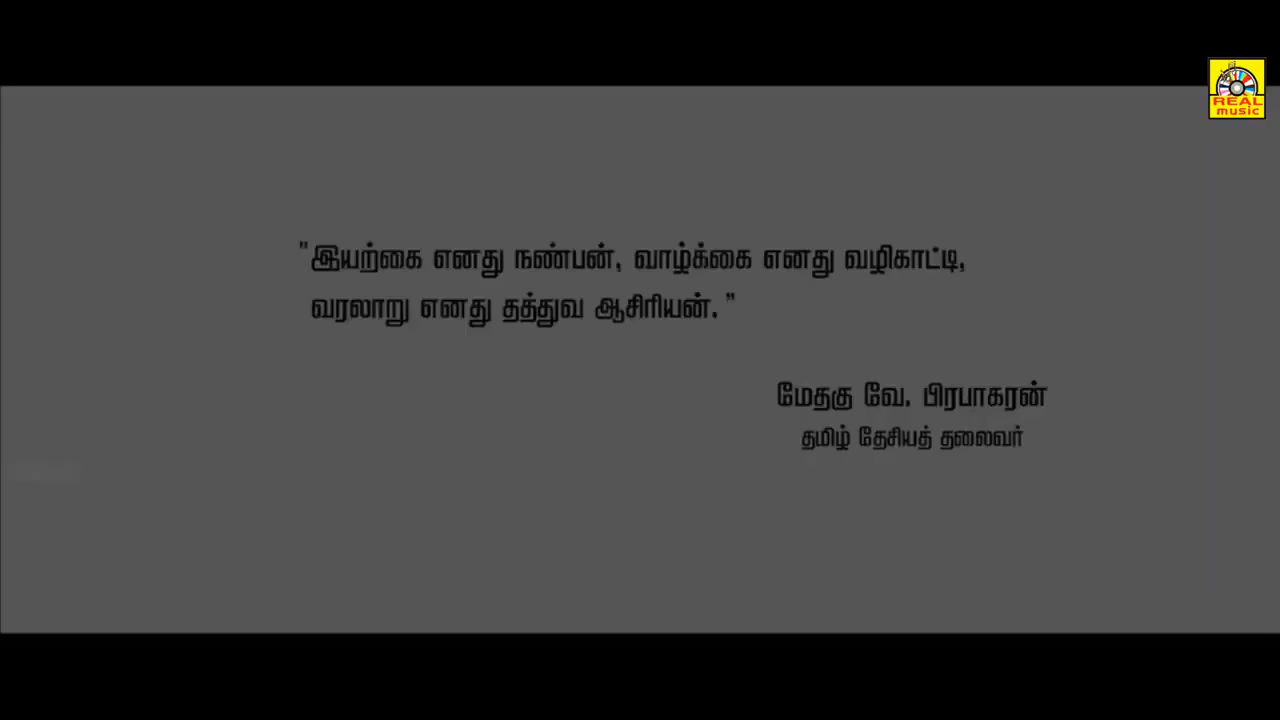 REAL
music
"இயற்கை எனது நண்பன், வாழ்க்கை எனது வழிகாட்டி,
வரலாறு எனது தத்துவ ஆசிரியன்."
மேதகு வே. பிரபாகரன்
தமிழ் தேசியத் தலைவர்